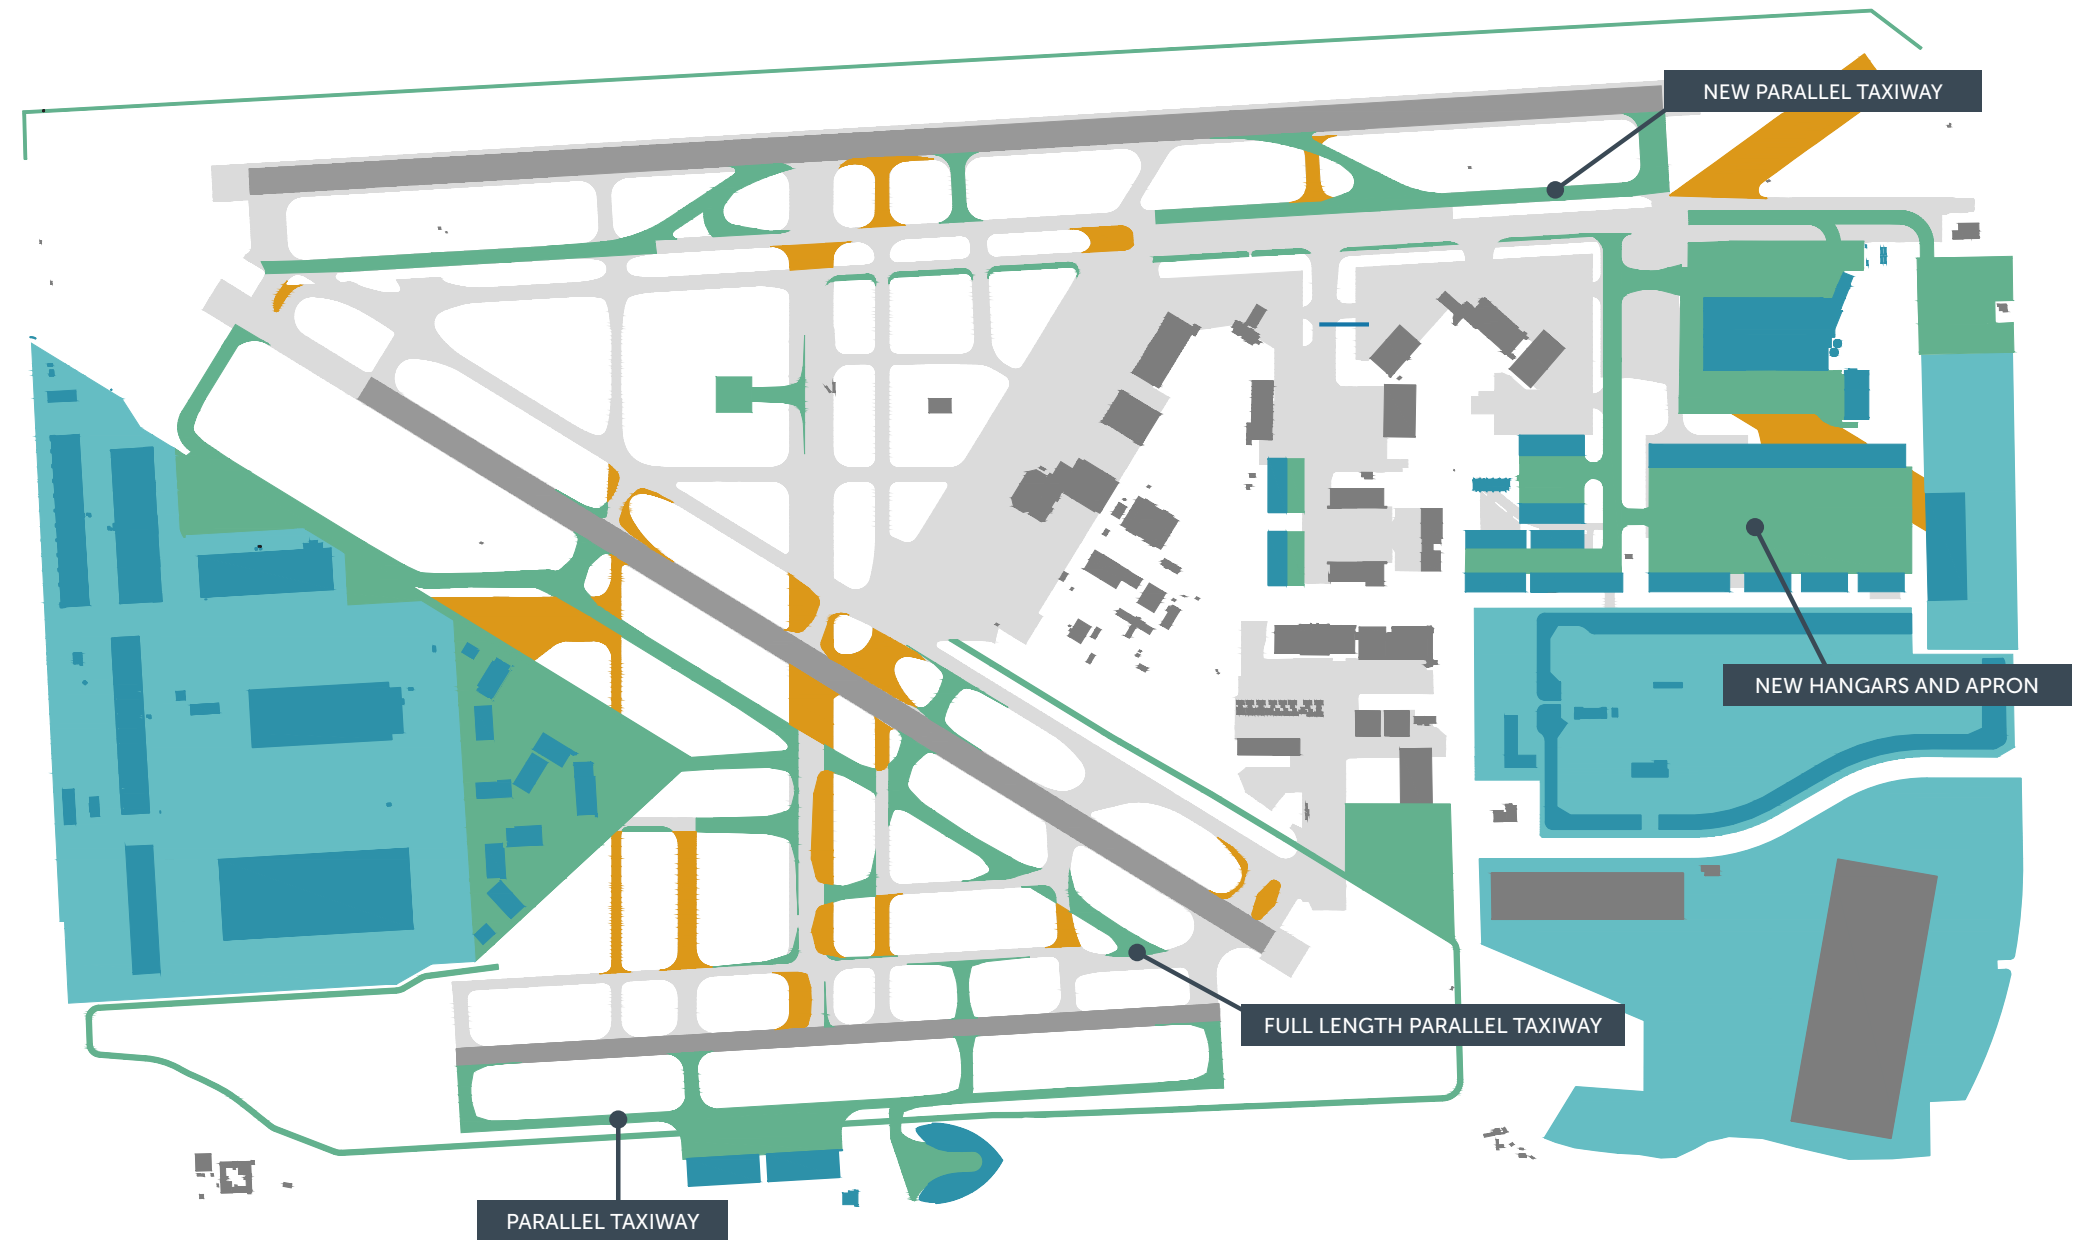 NEW PARALLEL TAXIWAY
NEW HANGARS AND APRON
FULL LENGTH PARALLEL TAXIWAY
PARALLEL TAXIWAY